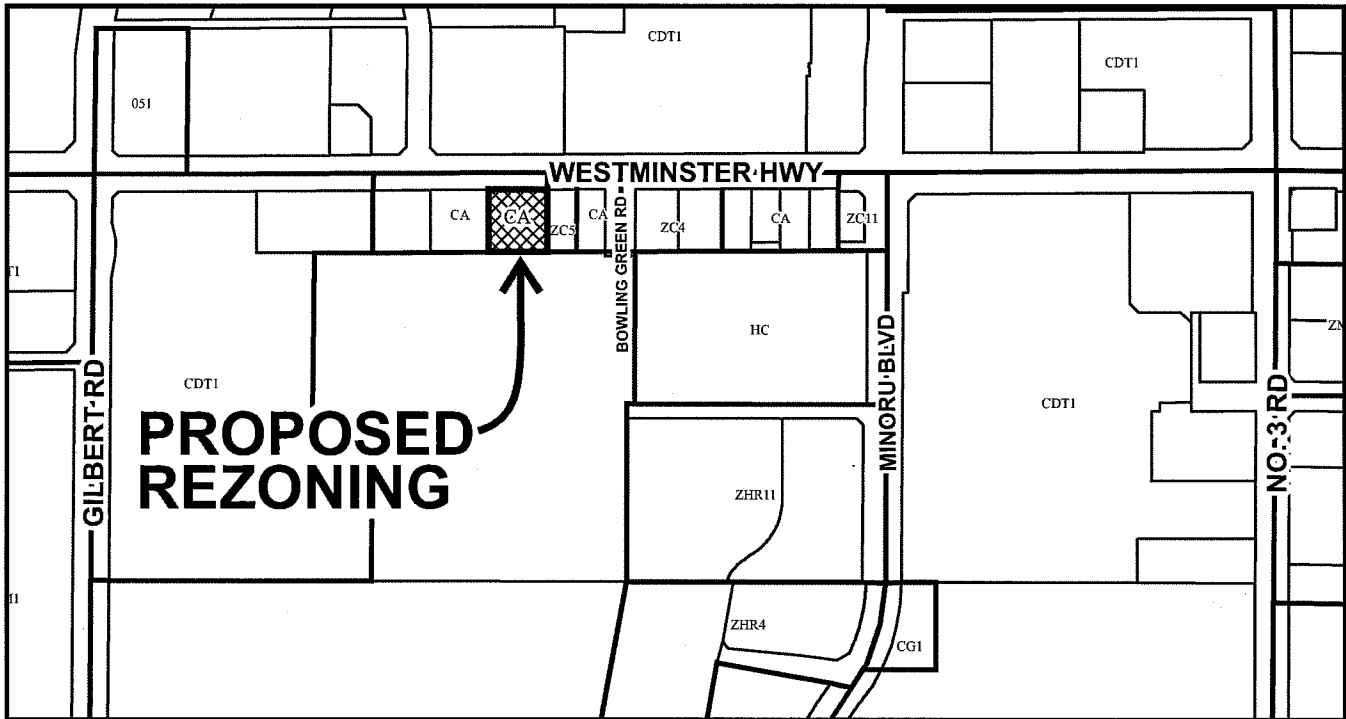 CDT1
CDT1
051
WESTMINSTER HWY
CA
CA
ZC5
CA
BOWLING GREEN RD
ZC4
CA
ZC11
T1
HC
MINORU BLVD
CDT1
GILBERT RD
CDT1
NO. 3 RD
PROPOSED
REZONING
ZHR11
ZHR4
CG1